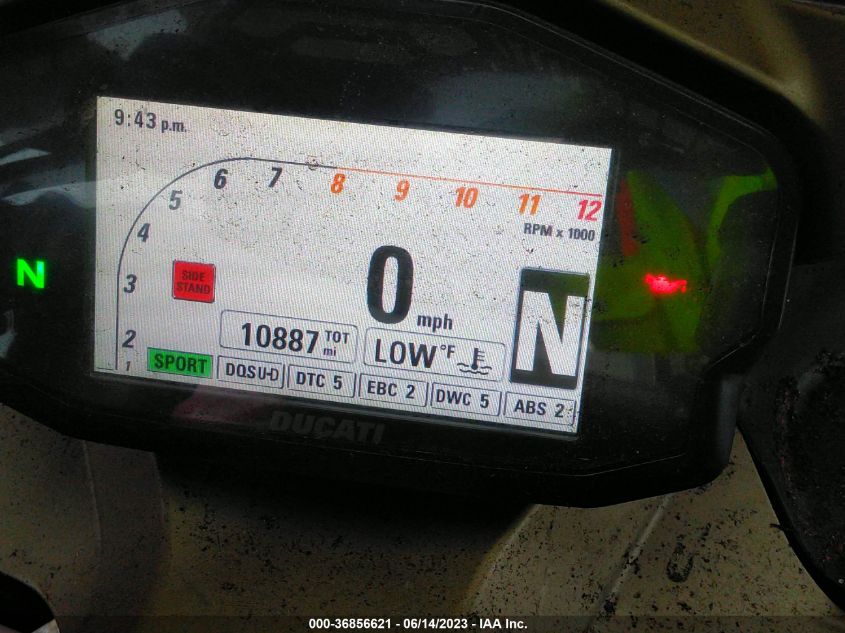 9:43 p.m.
1 2 3 4 5 6 7 8 9 10 11 12
RPM x 1000
N
SIDE
STAND
0 mph
N
10887 TOT mi
LOW °F
SPORT DQS U-D DTC 5 EBC 2 DWC 5 ABS 2
DUCATI
000-36856621 - 06/14/2023 - IAA Inc.